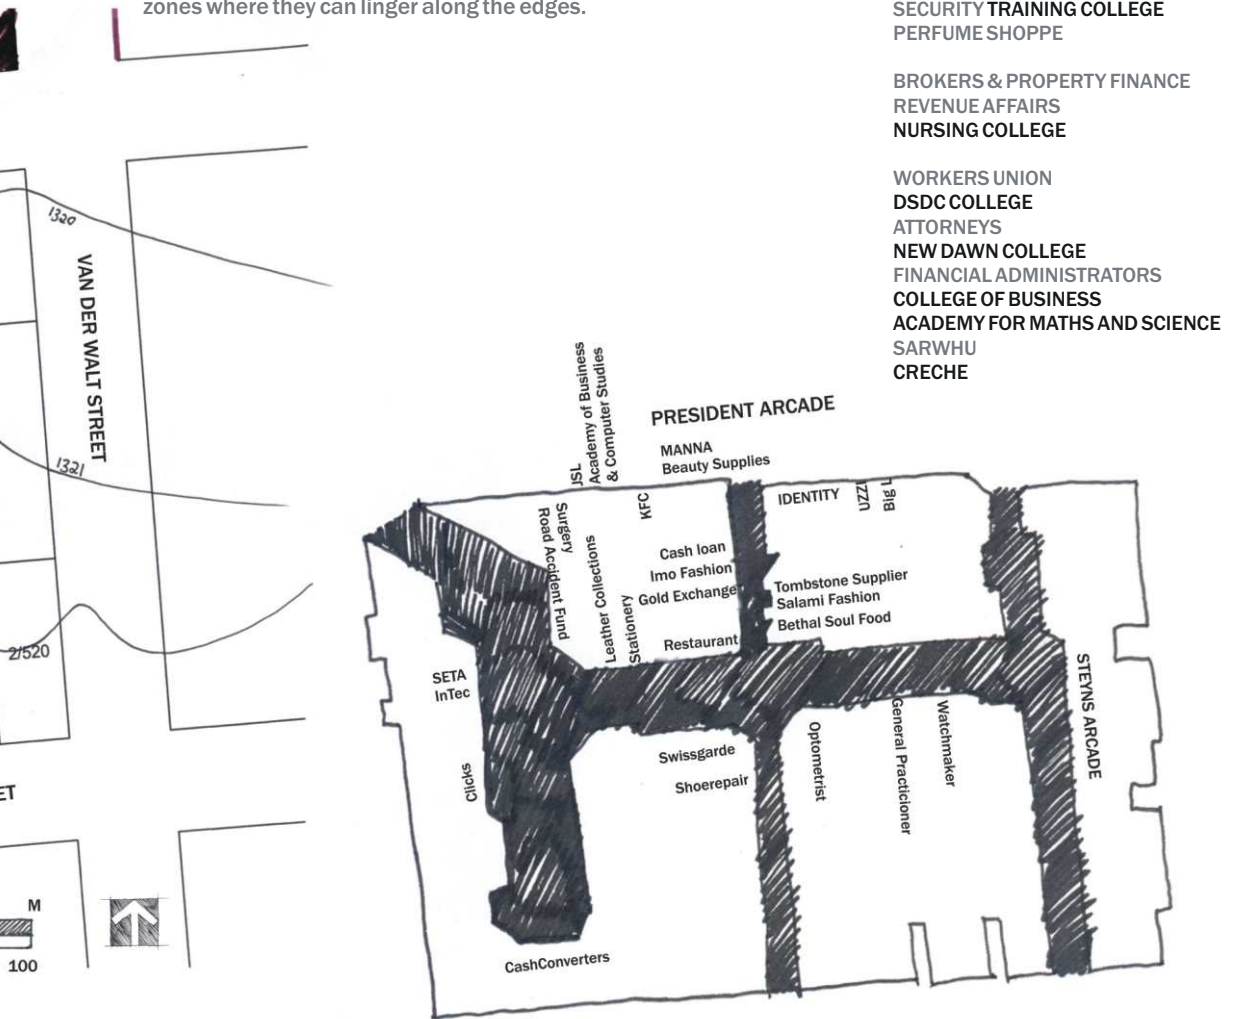 zones where they can linger along the edges.
SECURITY TRAINING COLLEGE
PERFUME SHOPPE
BROKERS & PROPERTY FINANCE
REVENUE AFFAIRS
NURSING COLLEGE
WORKERS UNION
DSDC COLLEGE
ATTORNEYS
NEW DAWN COLLEGE
FINANCIAL ADMINISTRATORS
COLLEGE OF BUSINESS
ACADEMY FOR MATHS AND SCIENCE
SARWHU
CRECHE
1320
VAN DER WALT STREET
1321
2/520
ET
M
100
PRESIDENT ARCADE
JSL
Academy of Business
& Computer Studies
MANNA
Beauty Supplies
KFC
IDENTITY
UZZI
Big L
Surgery
Road Accident Fund
Leather Collections
Stationery
Cash loan
Imo Fashion
Gold Exchange
Restaurant
Tombstone Supplier
Salami Fashion
Bethal Soul Food
SETA
InTec
Clicks
Swissgarde
Shoerepair
Optometrist
General Practicioner
Watchmaker
STEYNS ARCADE
CashConverters